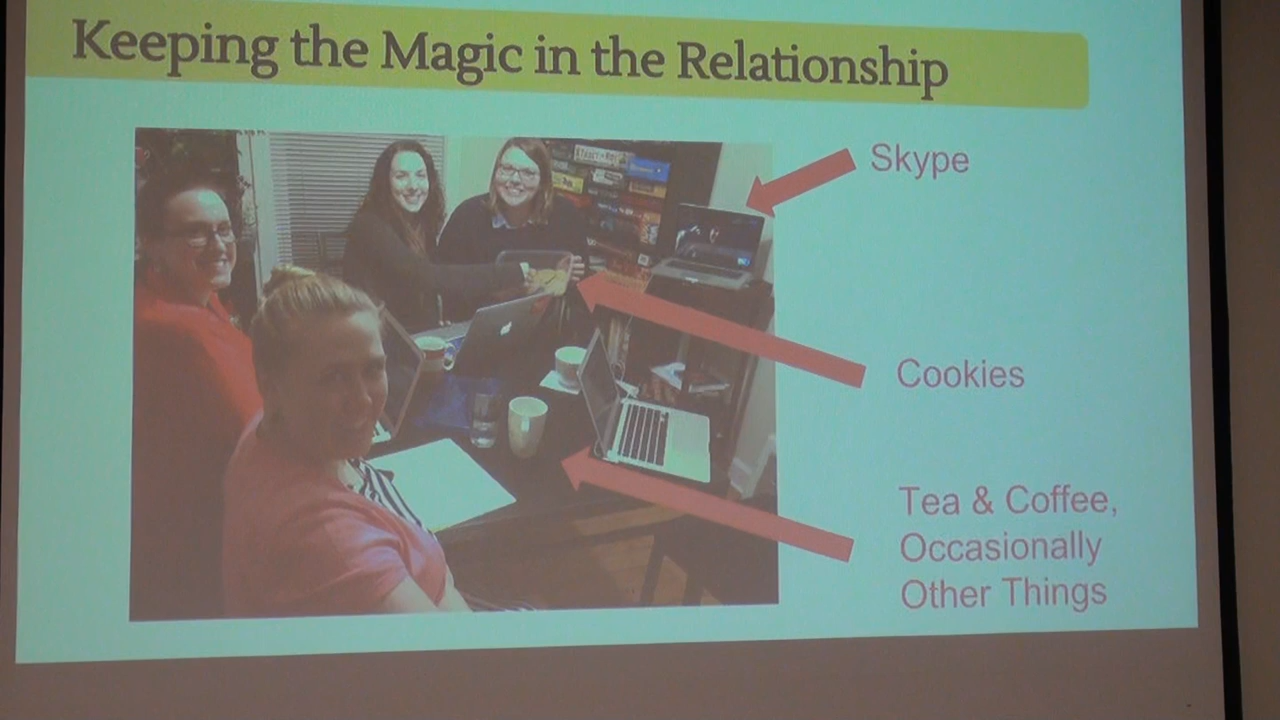 Keeping the Magic in the Relationship
Skype
Cookies
Tea & Coffee,
Occasionally
Other Things